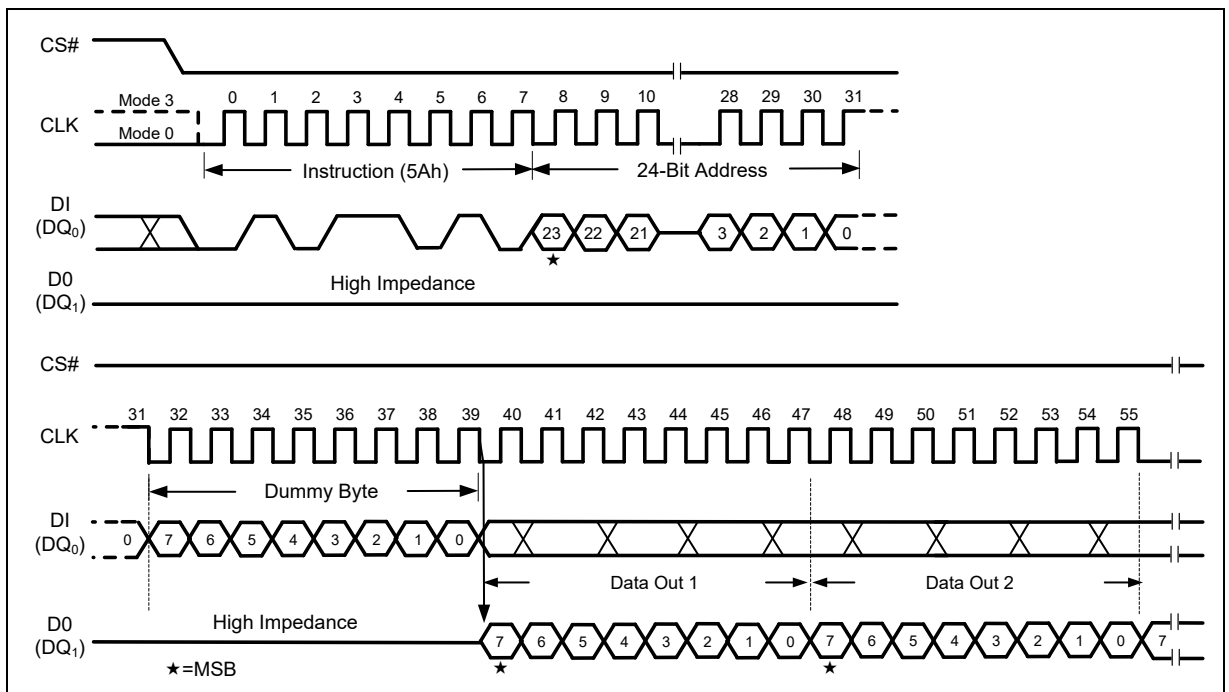 CS#
Mode 3
0 1 2 3 4 5 6 7 8 9 10 28 29 30 31
CLK
Mode 0
Instruction (5Ah) 24-Bit Address
DI
(DQ0)
23 22 21 3 2 1 0
★
D0
(DQ1)
High Impedance
CS#
31 32 33 34 35 36 37 38 39 40 41 42 43 44 45 46 47 48 49 50 51 52 53 54 55
CLK
Dummy Byte
DI
(DQ0)
0 7 6 5 4 3 2 1 0
Data Out 1 Data Out 2
D0
(DQ1)
High Impedance
7 6 5 4 3 2 1 0 7 6 5 4 3 2 1 0 7
★ ★
★=MSB